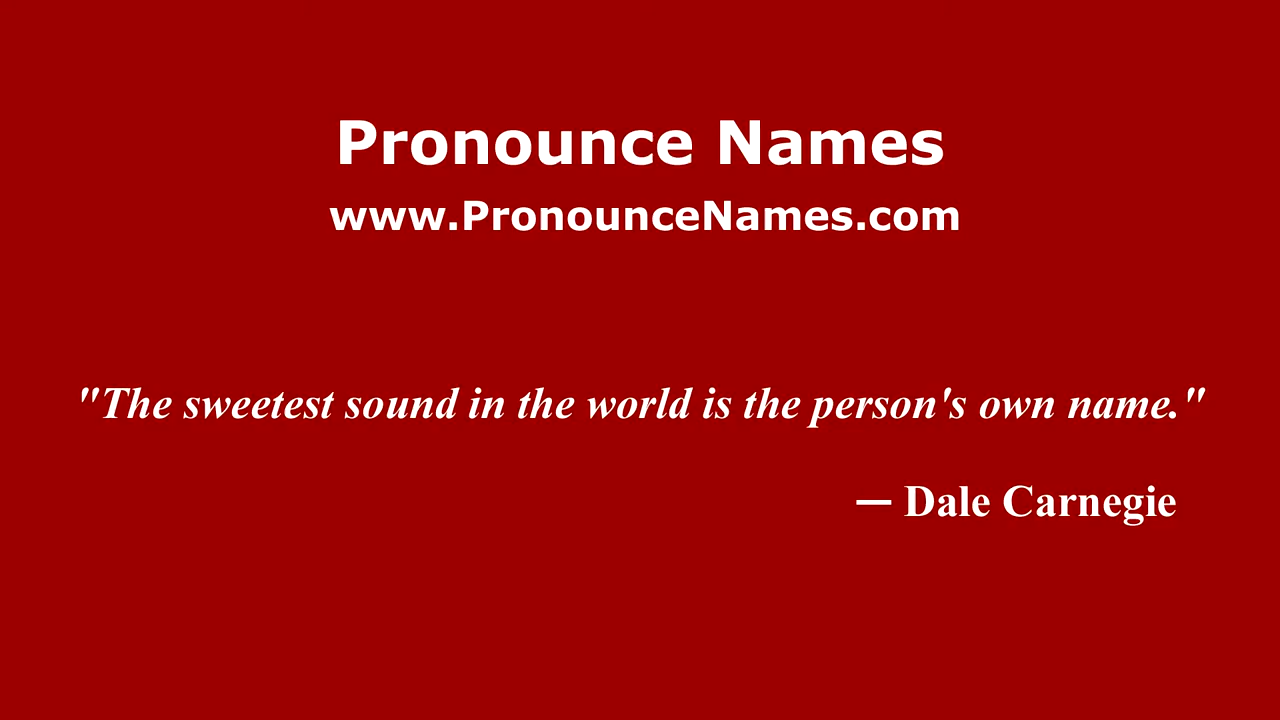 Pronounce Names
www.PronounceNames.com
"The sweetest sound in the world is the person's own name."
— Dale Carnegie